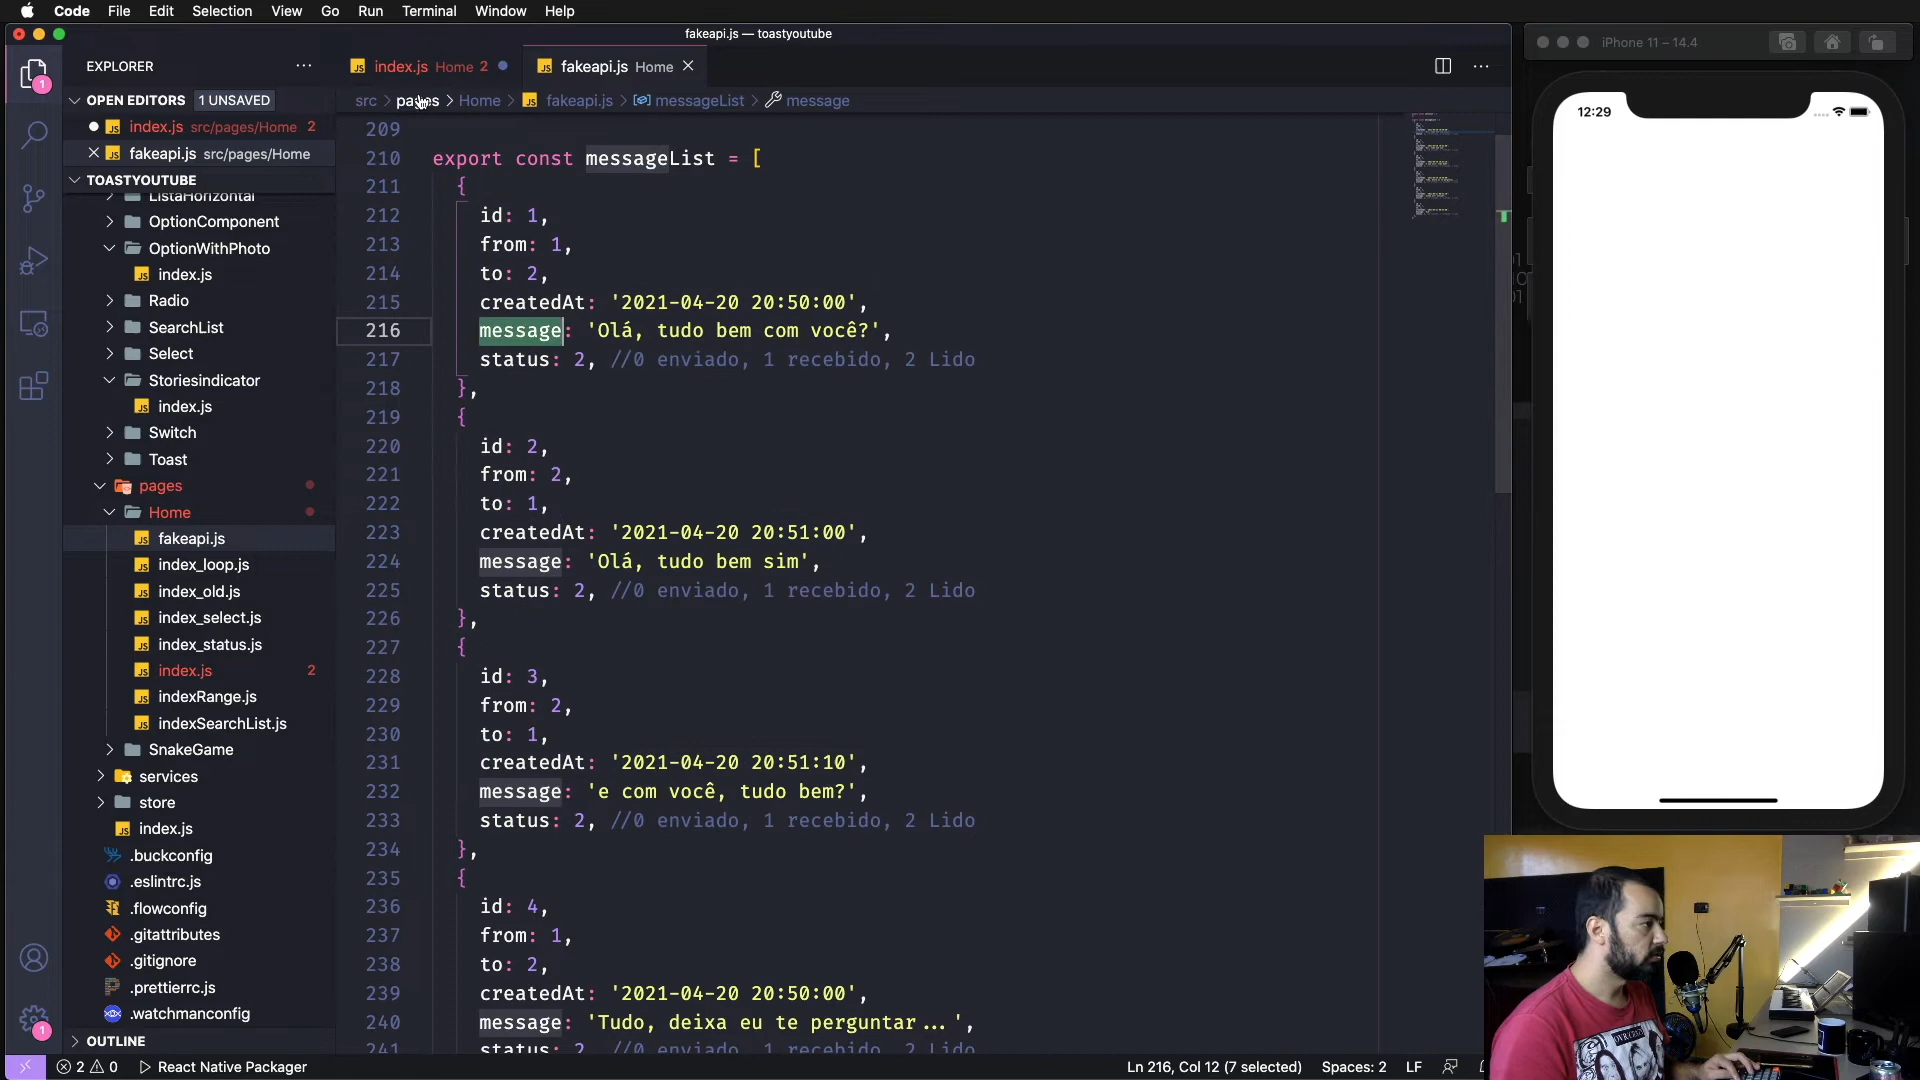 Code File Edit Selection View Go Run Terminal Window Help
fakeapi.js — toastyoutube
iPhone 11 – 14.4
EXPLORER
index.js Home 2
fakeapi.js Home
OPEN EDITORS 1 UNSAVED
index.js src/pages/Home 2
fakeapi.js src/pages/Home
TOASTYOUTUBE
ListaHorizontal
OptionComponent
OptionWithPhoto
index.js
Radio
SearchList
Select
Storiesindicator
index.js
Switch
Toast
pages
Home
fakeapi.js
index_loop.js
index_old.js
index_select.js
index_status.js
index.js 2
indexRange.js
indexSearchList.js
SnakeGame
services
store
index.js
.buckconfig
.eslintrc.js
.flowconfig
.gitattributes
.gitignore
.prettierrc.js
.watchmanconfig
OUTLINE
src > pages > Home > fakeapi.js > messageList > message
209
210 export const messageList = [
211 {
212 id: 1,
213 from: 1,
214 to: 2,
215 createdAt: '2021-04-20 20:50:00',
216 message: 'Olá, tudo bem com você?',
217 status: 2, //0 enviado, 1 recebido, 2 Lido
218 },
219 {
220 id: 2,
221 from: 2,
222 to: 1,
223 createdAt: '2021-04-20 20:51:00',
224 message: 'Olá, tudo bem sim',
225 status: 2, //0 enviado, 1 recebido, 2 Lido
226 },
227 {
228 id: 3,
229 from: 2,
230 to: 1,
231 createdAt: '2021-04-20 20:51:10',
232 message: 'e com você, tudo bem?',
233 status: 2, //0 enviado, 1 recebido, 2 Lido
234 },
235 {
236 id: 4,
237 from: 1,
238 to: 2,
239 createdAt: '2021-04-20 20:50:00',
240 message: 'Tudo, deixa eu te perguntar...',
241 status: 2, //0 enviado, 1 recebido, 2 Lido
12:29
2 0 React Native Packager
Ln 216, Col 12 (7 selected) Spaces: 2 LF